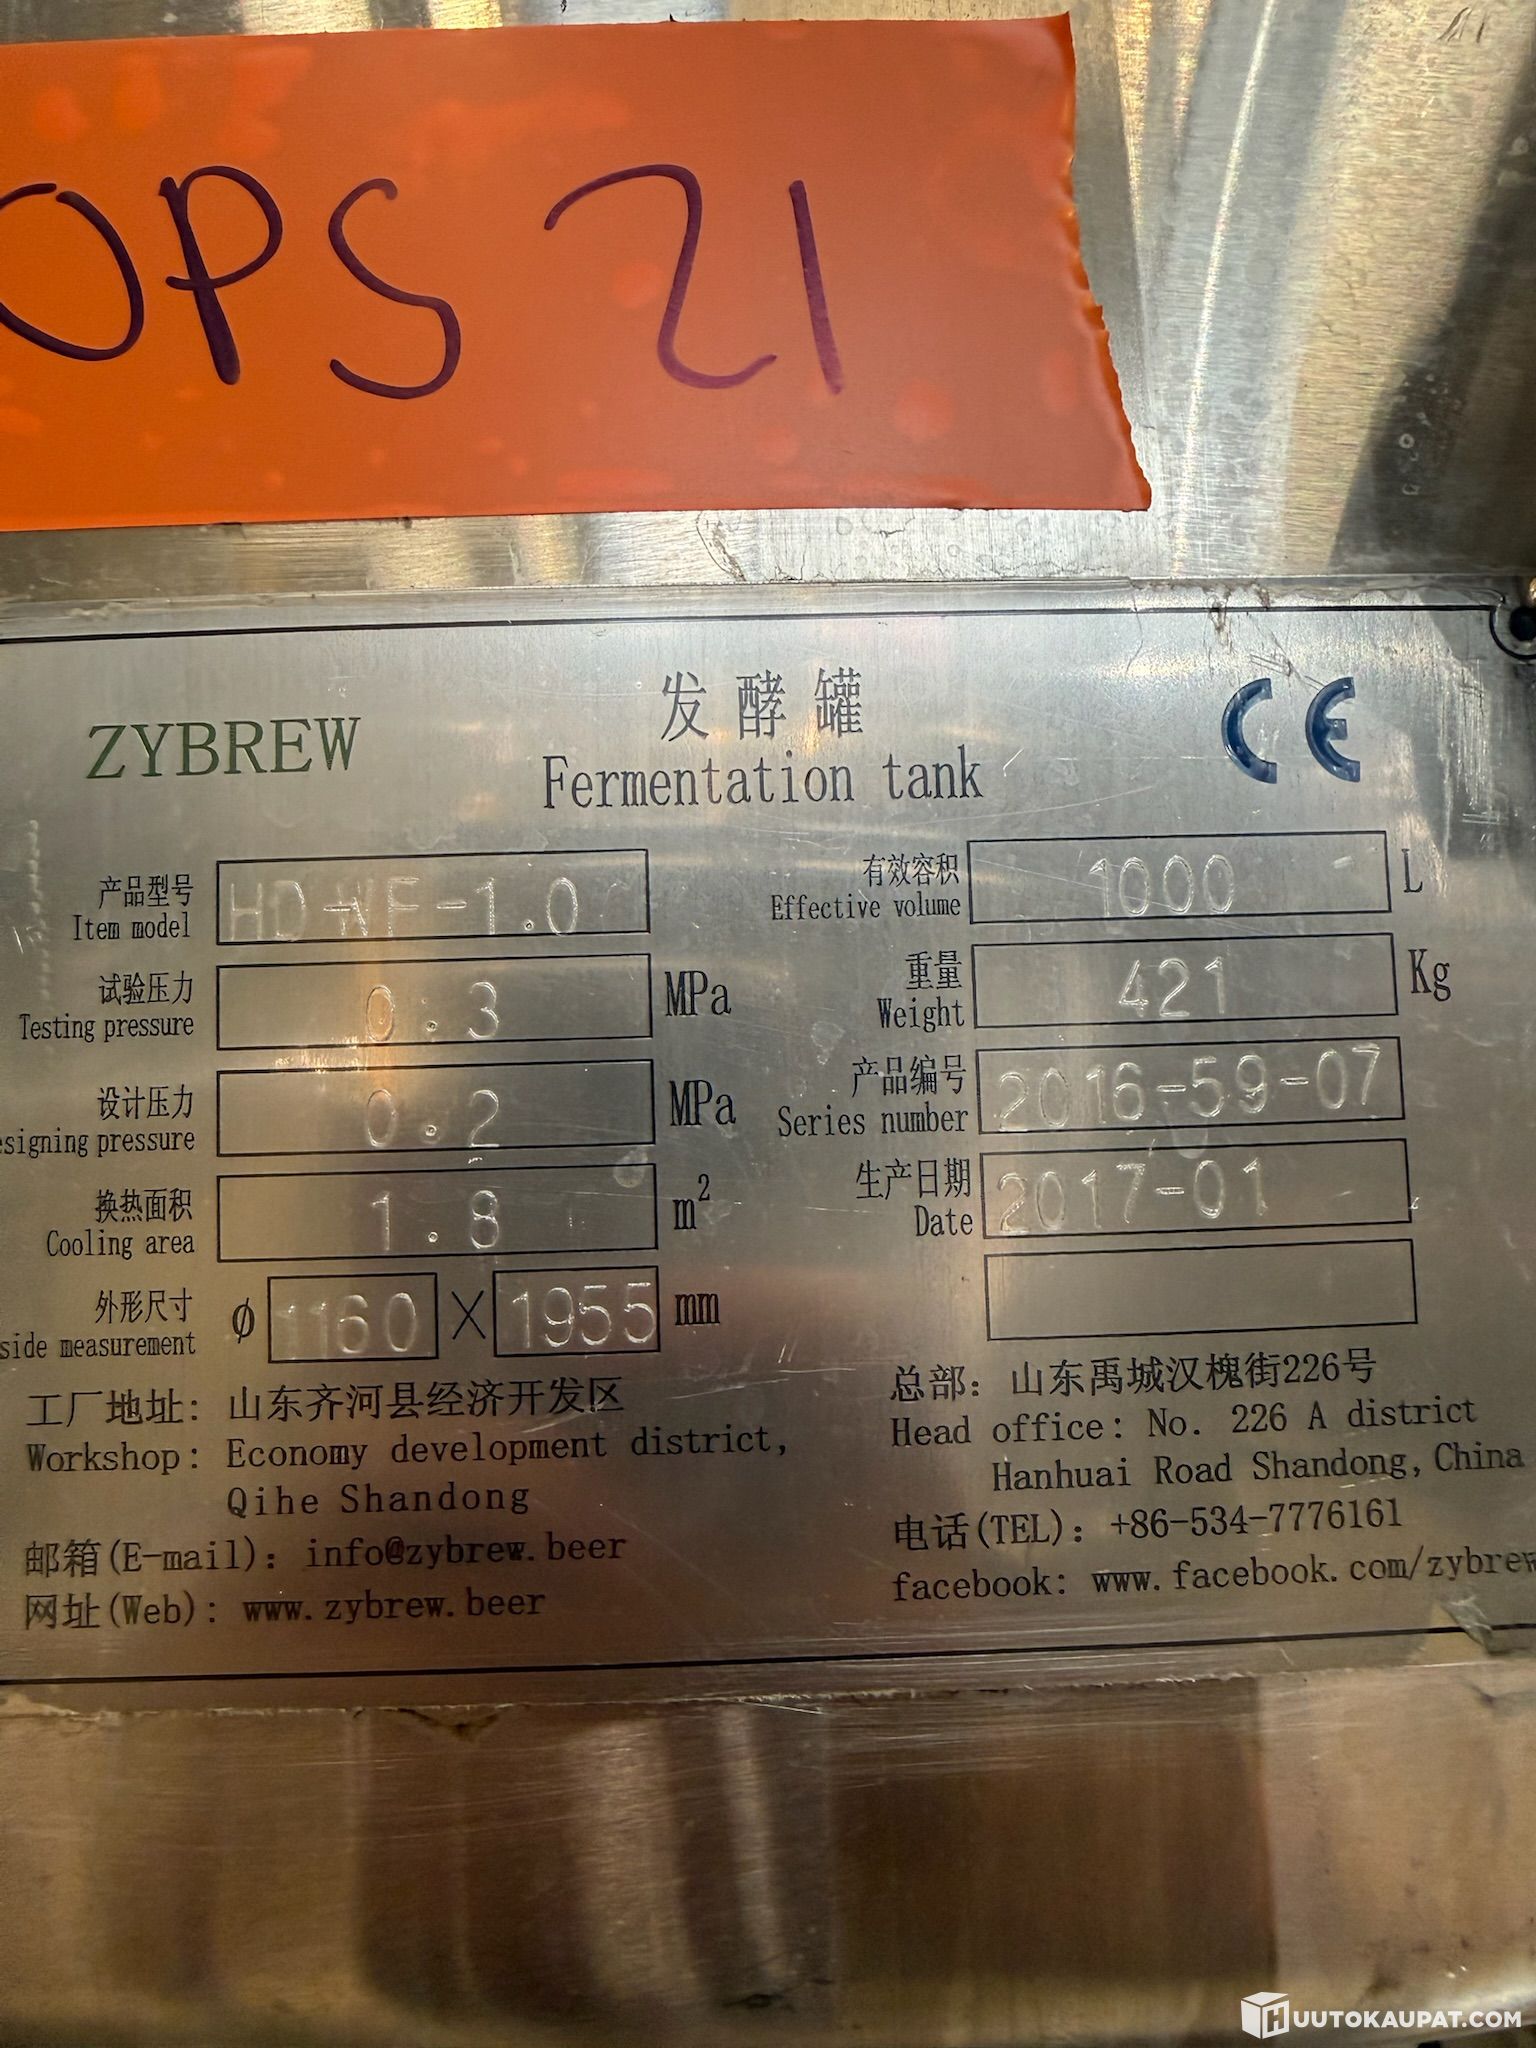 OPS 21
发酵罐
ZYBREW
Fermentation tank
CE
产品型号
Item model
试验压力 0.3 MPa
Testing pressure
设计压力 0.2 MPa
esigning pressure
换热面积 1.8 m²
Cooling area
外形尺寸 ø 1160 X 1955 mm
side measurement
有效容积 1000 L
Effective volume
重量 421 Kg
Weight
产品编号 2016-59-07
Series number
生产日期 2017-01
Date
工厂地址: 山东齐河县经济开发区
Workshop: Economy development district,
Qihe Shandong
邮箱(E-mail): info@zybrew.beer
网址(Web): www.zybrew.beer
总部: 山东禹城汉槐街226号
Head office: No. 226 A district
Hanhuai Road Shandong, China
电话(TEL): +86-534-7776161
facebook: www.facebook.com/zybrew
HUUTOKAUPAT.COM